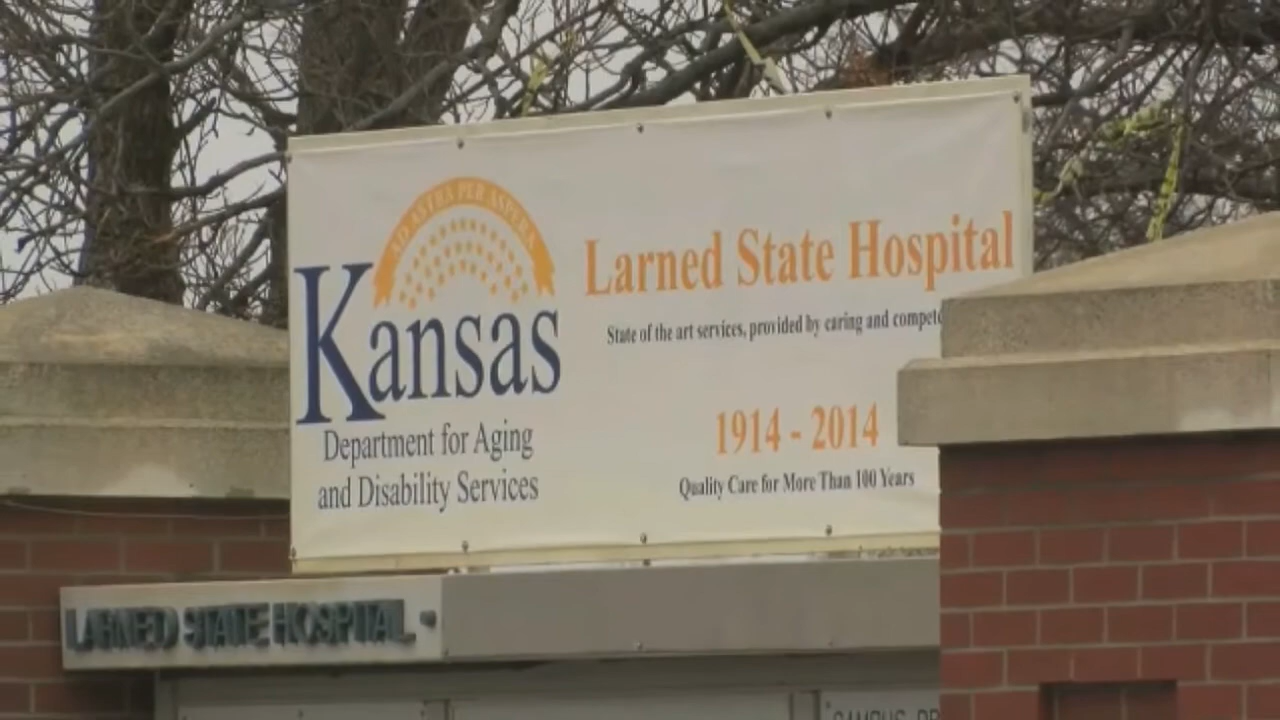 AD ASTRA PER ASPERA
Kansas
Department for Aging
and Disability Services
Larned State Hospital
State of the art services, provided by caring and
1914 - 2014
Quality Care for More Than 100 Years
LARNED STATE HOSPITAL
CAMPUS